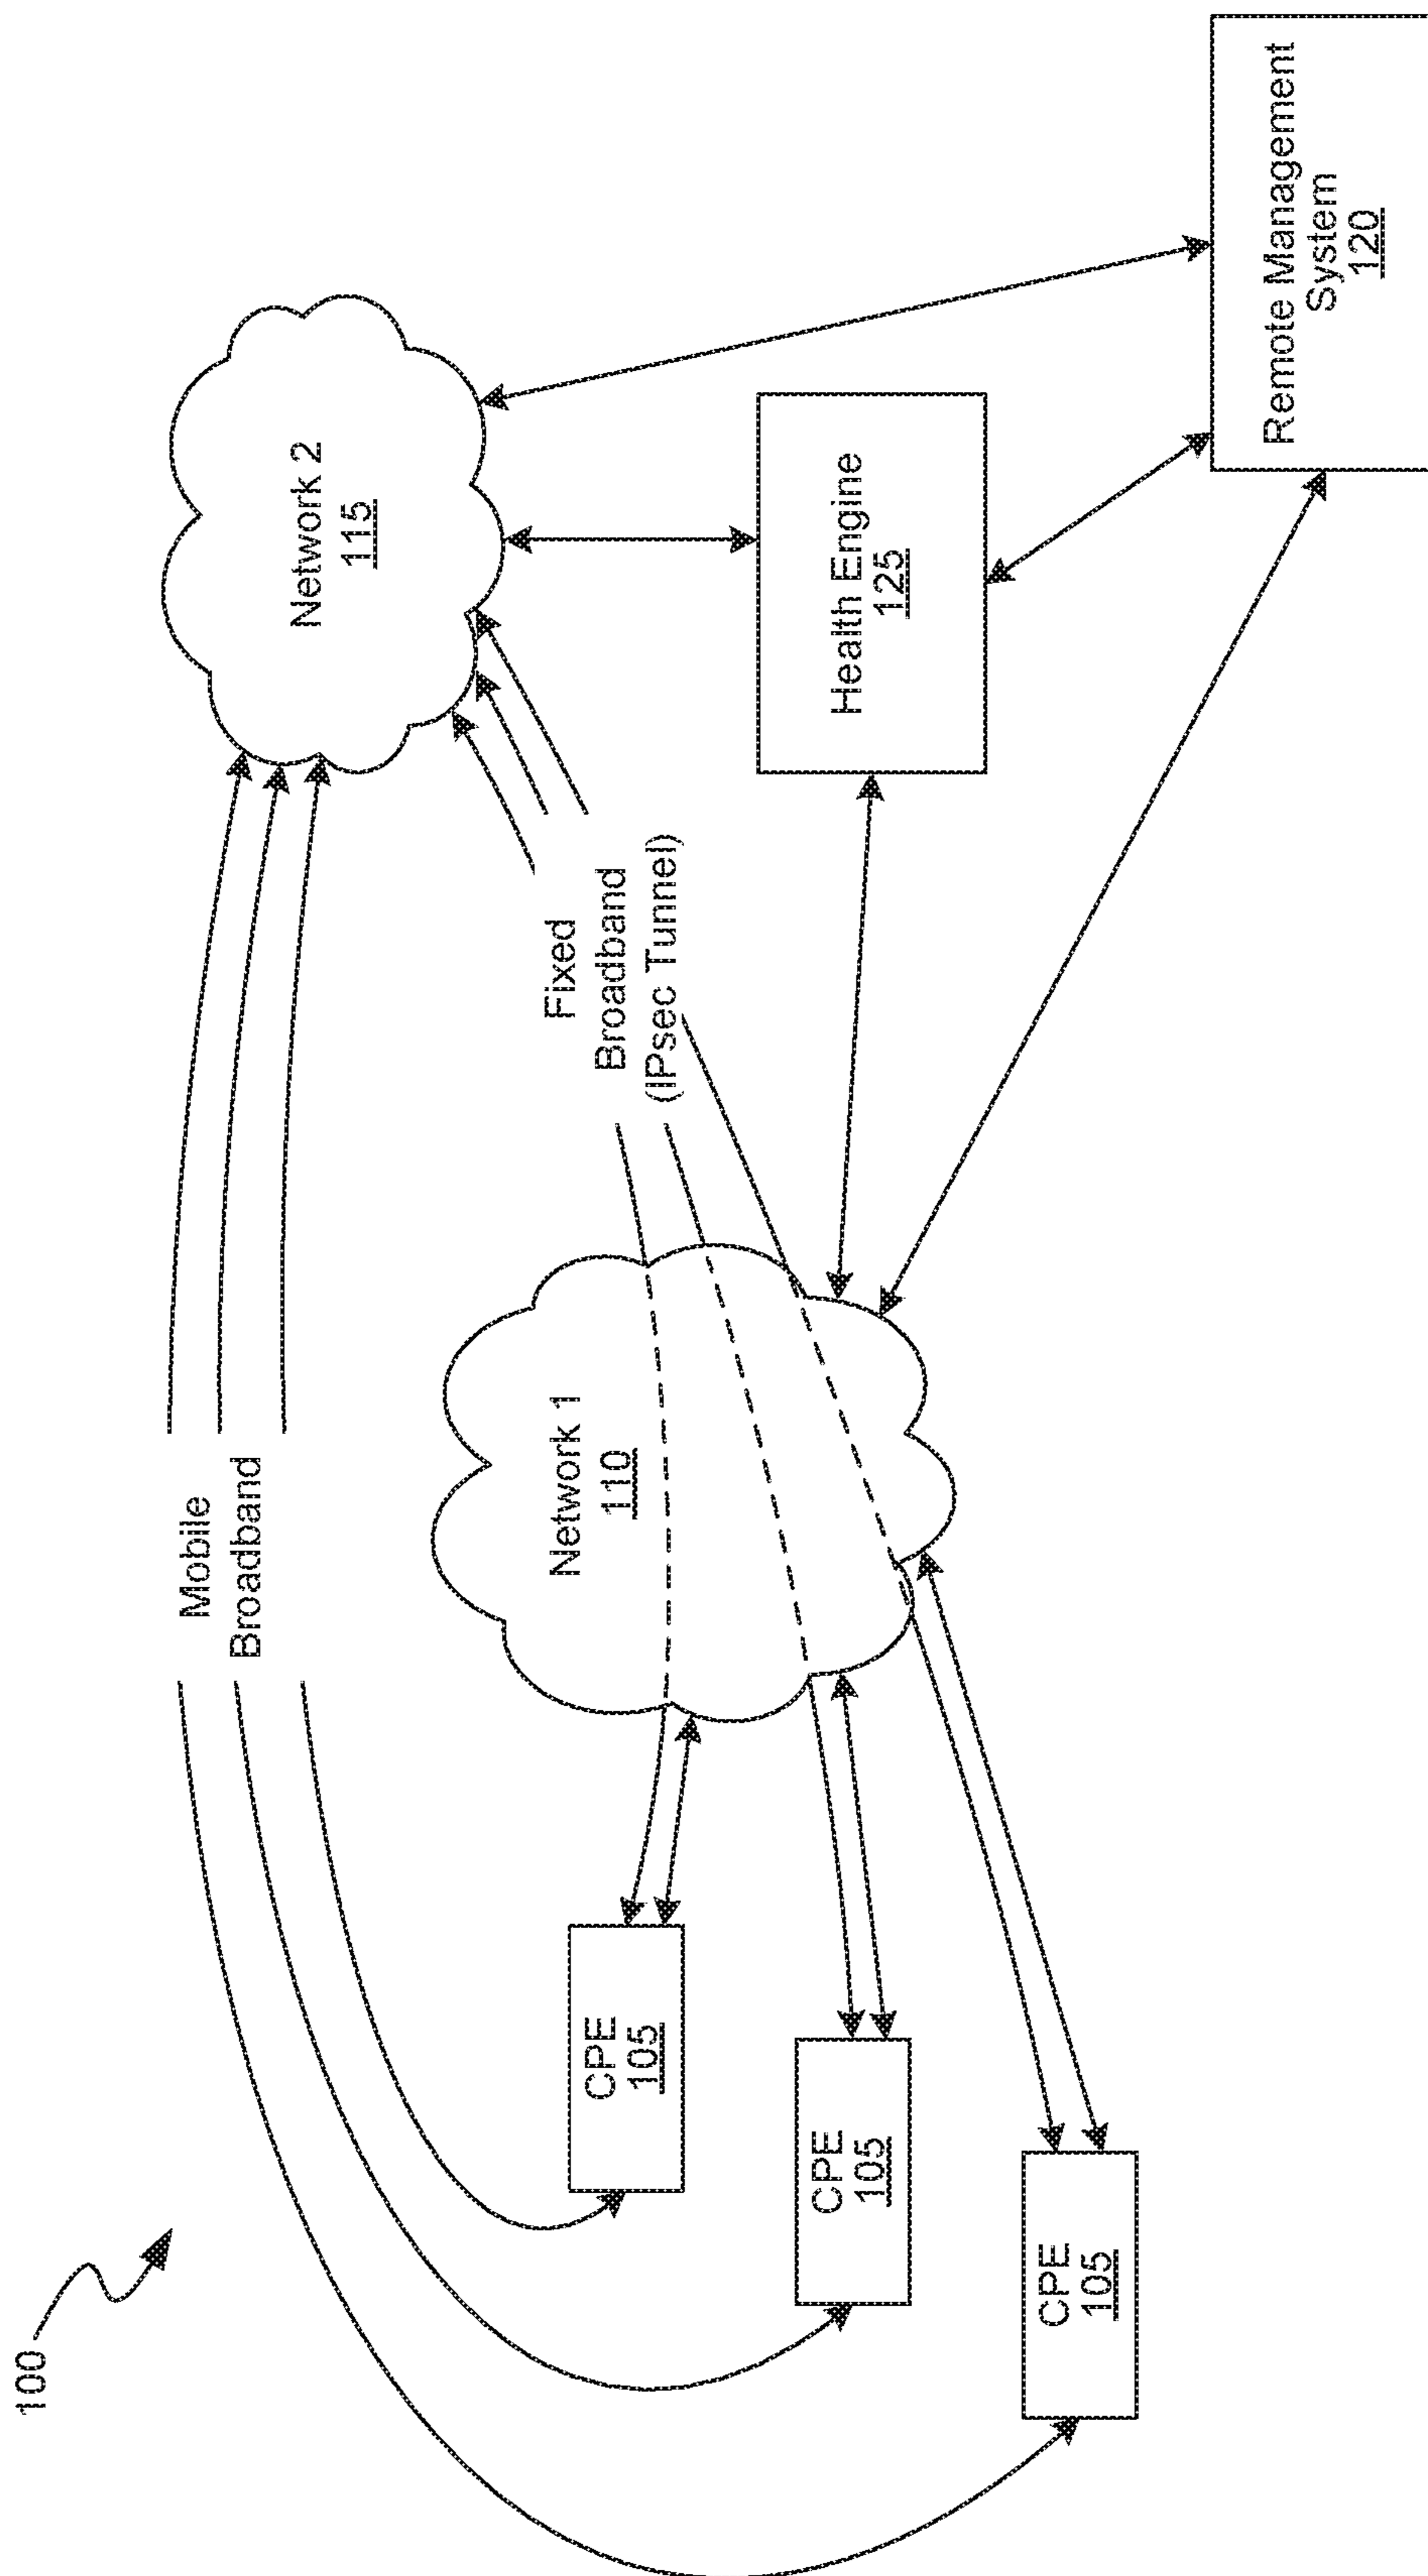 100
Mobile
Broadband
Network 2
115
Fixed
Broadband
(IPsec Tunnel)
Network 1
110
CPE
105
CPE
105
CPE
105
Health Engine
125
Remote Management
System
120